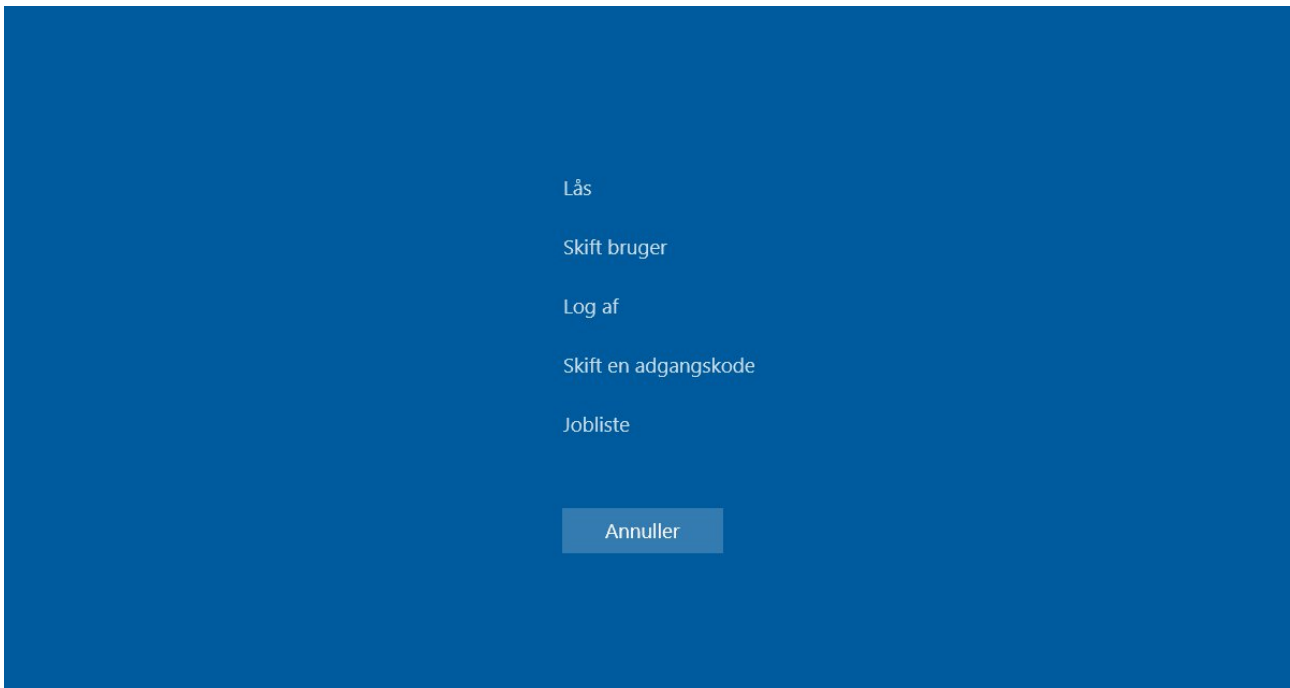 Lås
Skift bruger
Log af
Skift en adgangskode
Jobliste
Annuller